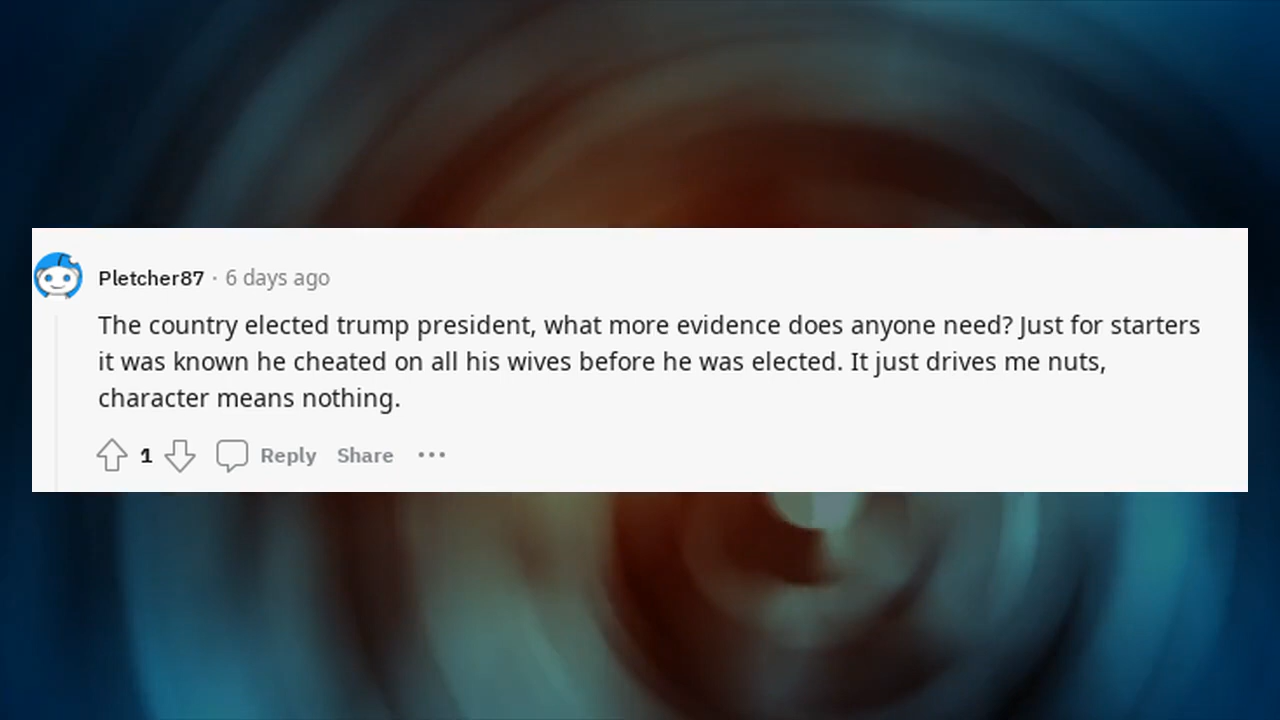 Pletcher87 · 6 days ago
The country elected trump president, what more evidence does anyone need? Just for starters
it was known he cheated on all his wives before he was elected. It just drives me nuts,
character means nothing.
1 Reply Share ···